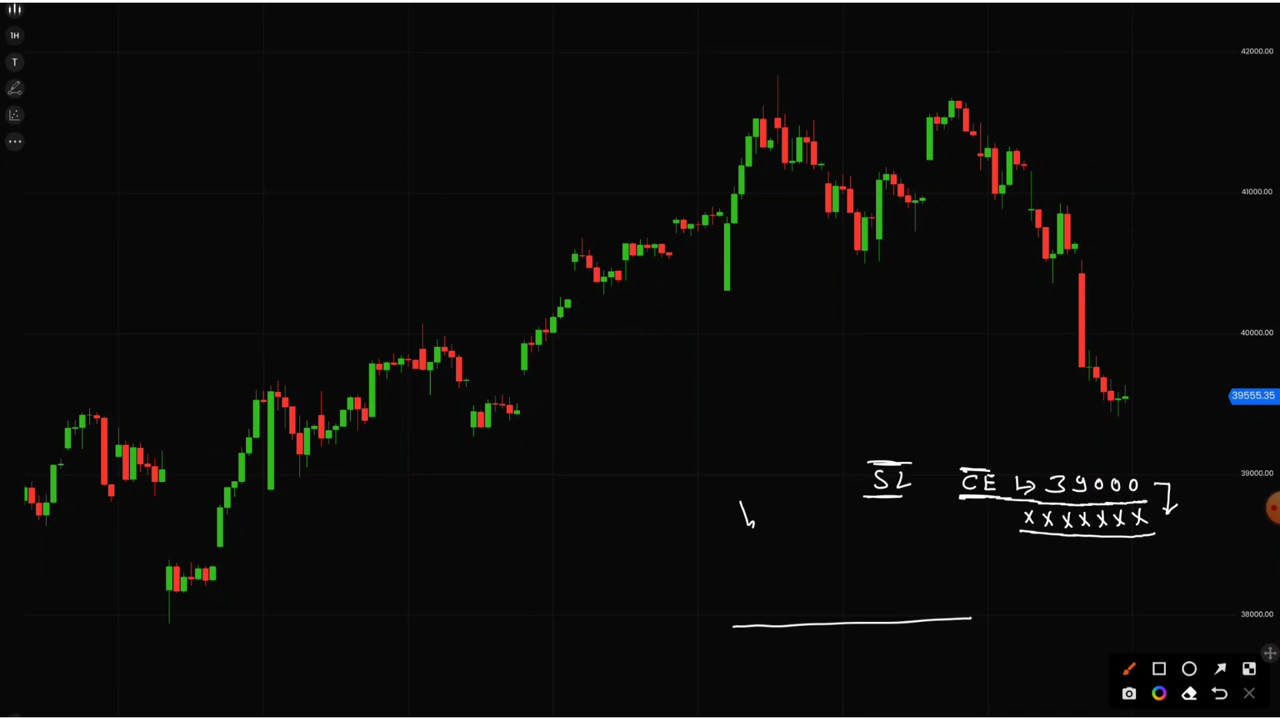 1H
T
42000.00
41000.00
40000.00
39555.35
39000.00
SL CE ↳ 39000
xxxxxxx
38000.00